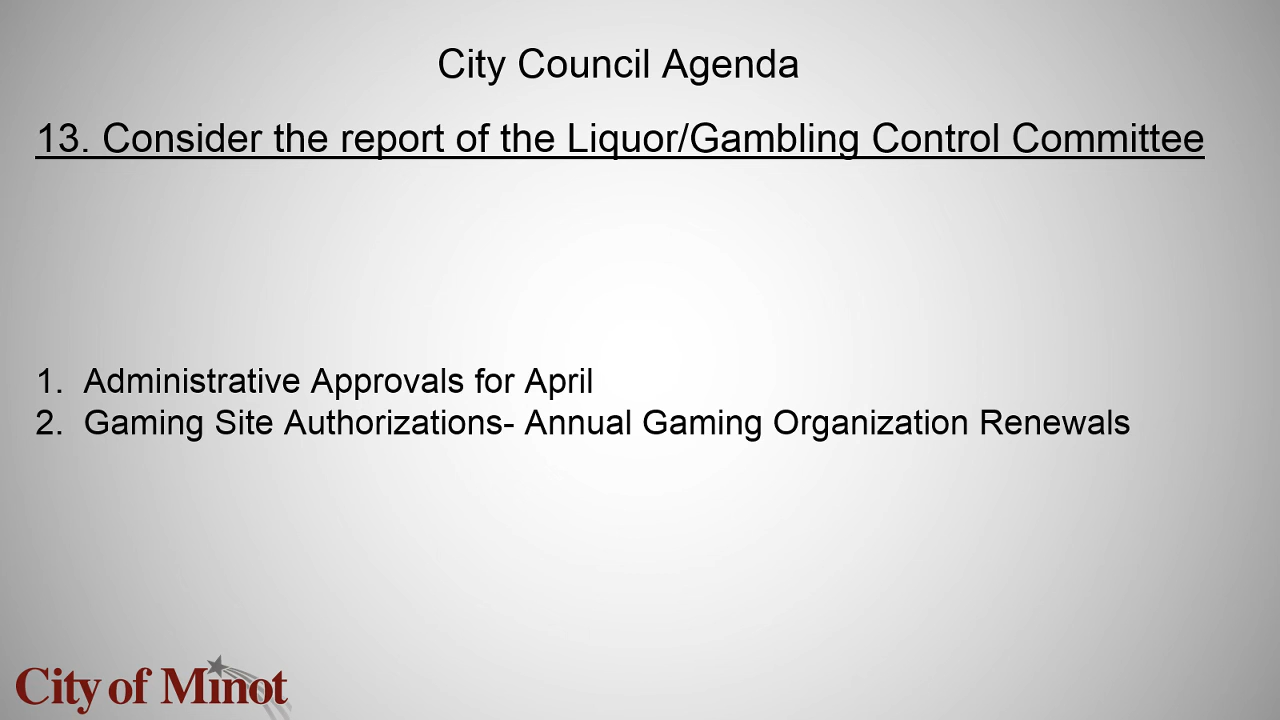 City Council Agenda
13. Consider the report of the Liquor/Gambling Control Committee
1. Administrative Approvals for April
2. Gaming Site Authorizations- Annual Gaming Organization Renewals
City of Minot